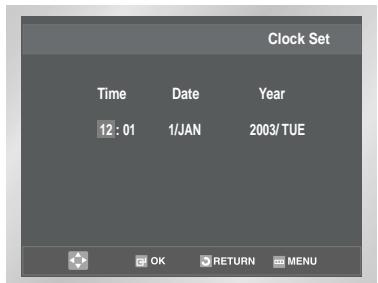 Clock Set
Time Date Year
12 : 01 1/JAN 2003/ TUE
OK RETURN MENU